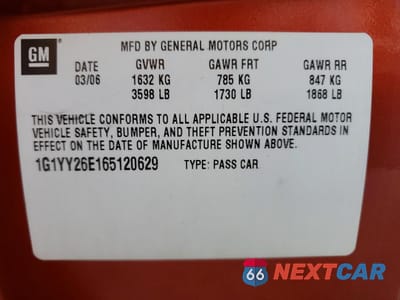 GM
MFD BY GENERAL MOTORS CORP
DATE GVWR GAWR FRT GAWR RR
03/06 1632 KG 785 KG 847 KG
3598 LB 1730 LB 1868 LB
THIS VEHICLE CONFORMS TO ALL APPLICABLE U.S. FEDERAL MOTOR
VEHICLE SAFETY, BUMPER, AND THEFT PREVENTION STANDARDS IN
EFFECT ON THE DATE OF MANUFACTURE SHOWN ABOVE.
1G1YY26E165120629 TYPE: PASS CAR
66 NEXTCAR